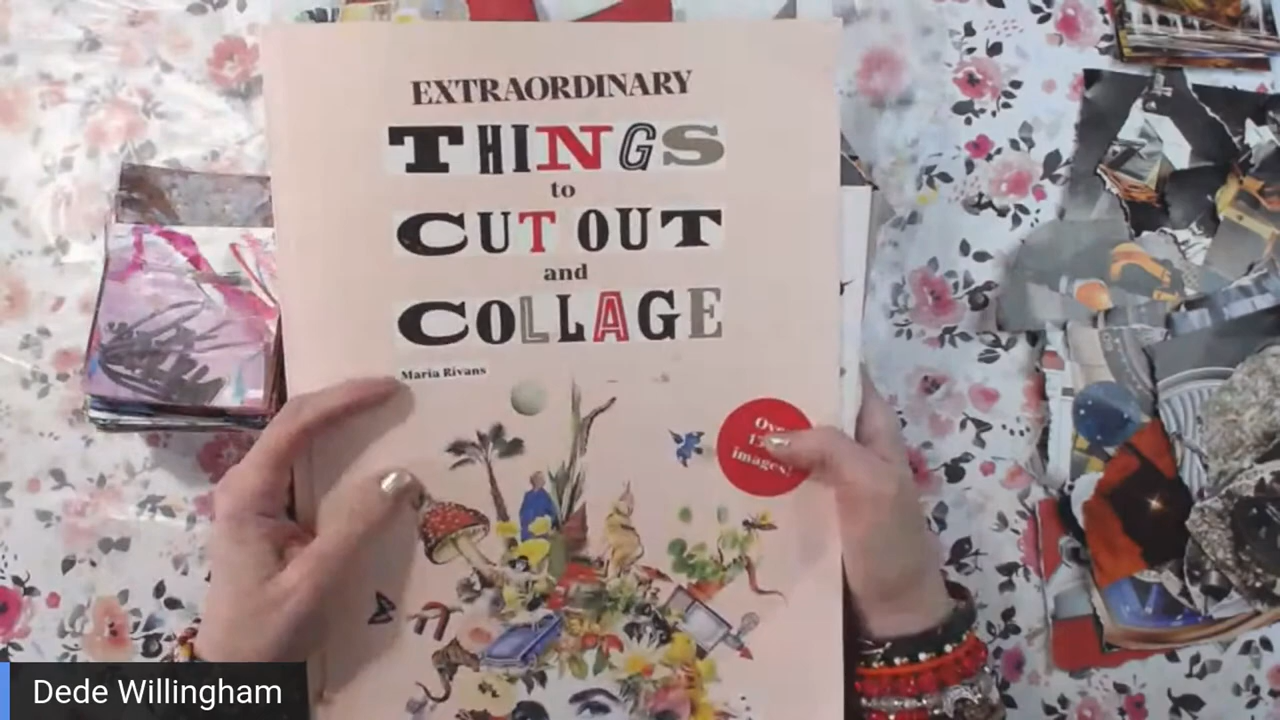 EXTRAORDINARY
THINGS
to
CUT OUT
and
COLLAGE
Maria Rivans
images!
Dede Willingham